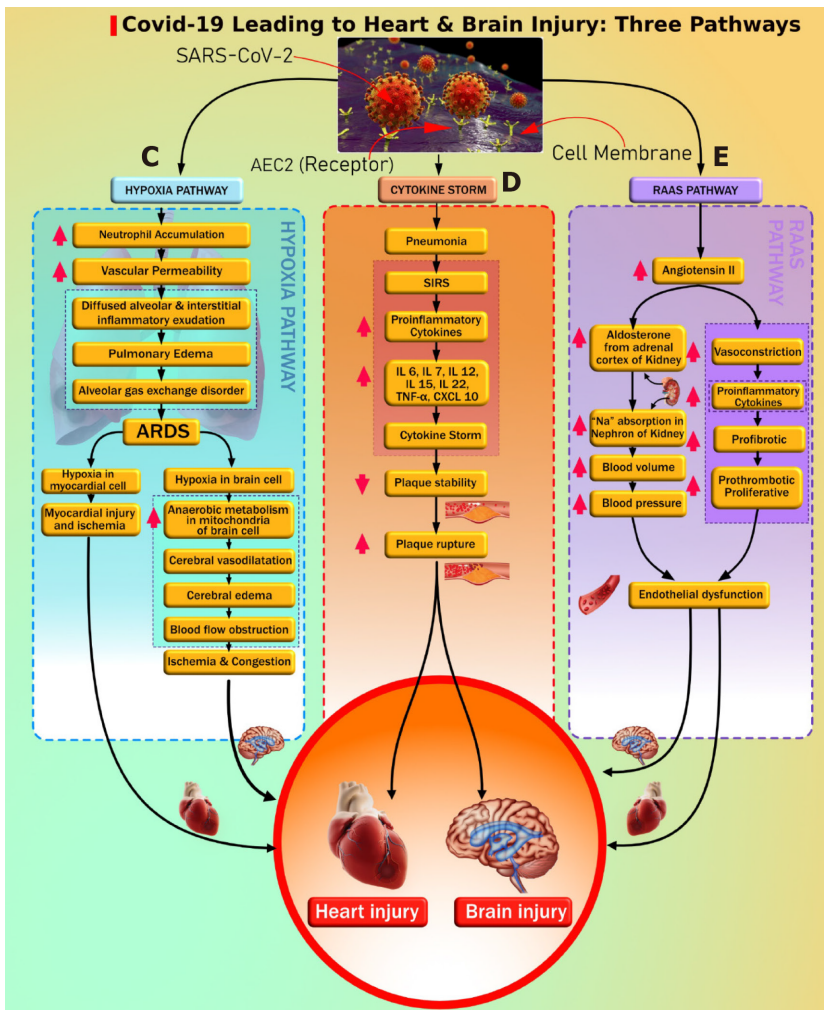 Covid-19 Leading to Heart & Brain Injury: Three Pathways
SARS-CoV-2
AEC2 (Receptor)
Cell Membrane
C
HYPOXIA PATHWAY
HYPOXIA PATHWAY
Neutrophil Accumulation
Vascular Permeability
Diffused alveolar & interstitial
inflammatory exudation
Pulmonary Edema
Alveolar gas exchange disorder
ARDS
Hypoxia in
myocardial cell
Myocardial injury
and ischemia
Hypoxia in brain cell
Anaerobic metabolism
in mitochondria
of brain cell
Cerebral vasodilatation
Cerebral edema
Blood flow obstruction
Ischemia & Congestion
D
CYTOKINE STORM
Pneumonia
SIRS
Proinflammatory
Cytokines
IL 6, IL 7, IL 12,
IL 15, IL 22,
TNF-α, CXCL 10
Cytokine Storm
Plaque stability
Plaque rupture
E
RAAS PATHWAY
RAAS
PATHWAY
Angiotensin II
Aldosterone
from adrenal
cortex of Kidney
"Na" absorption in
Nephron of Kidney
Blood volume
Blood pressure
Vasoconstriction
Proinflammatory
Cytokines
Profibrotic
Prothrombotic
Proliferative
Endothelial dysfunction
Heart injury
Brain injury